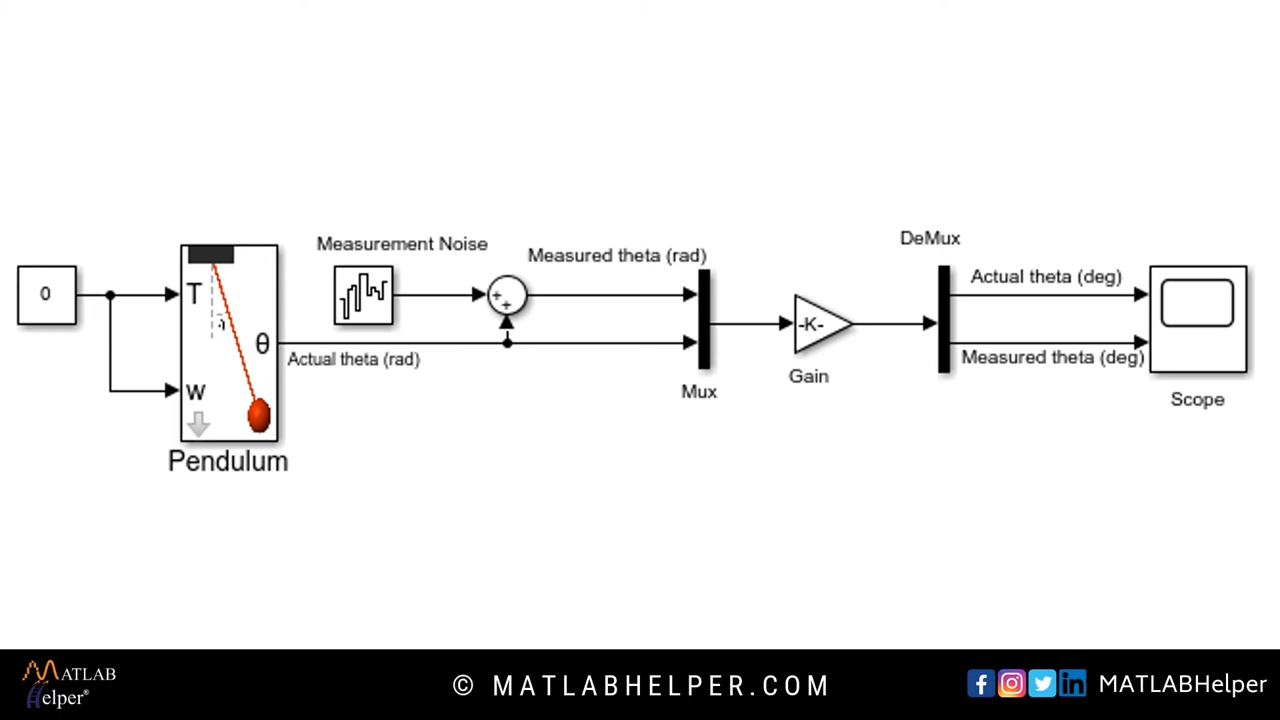 Measurement Noise
Measured theta (rad)
DeMux
Actual theta (deg)
0
T
+
+
-K-
θ
Actual theta (rad)
Measured theta (deg)
Gain
Mux
w
Scope
Pendulum
MATLAB
Helper®
© MATLABHELPER.COM
MATLABHelper